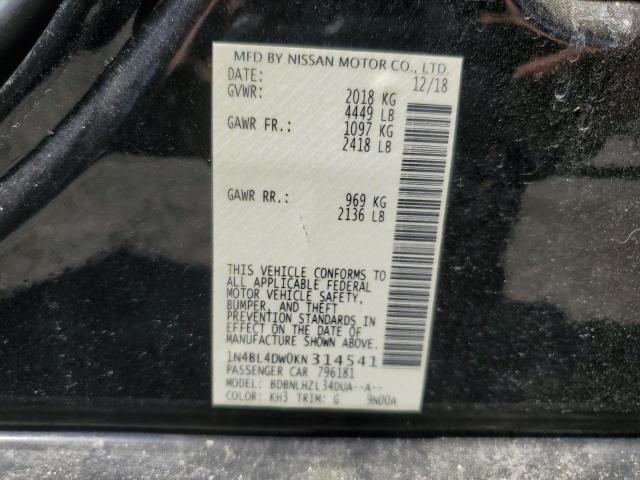 MFD BY NISSAN MOTOR CO., LTD.
DATE: 12/18
GVWR: 2018 KG
4449 LB
GAWR FR.: 1097 KG
2418 LB
GAWR RR.: 969 KG
2136 LB
THIS VEHICLE CONFORMS TO
ALL APPLICABLE FEDERAL
MOTOR VEHICLE SAFETY,
BUMPER, AND THEFT
PREVENTION STANDARDS IN
EFFECT ON THE DATE OF
MANUFACTURE SHOWN ABOVE.
1N4BL4DW0KN314541
PASSENGER CAR 796181
MODEL: BDBNLHZL34DUA--A--
COLOR: KH3 TRIM: G 9N00A